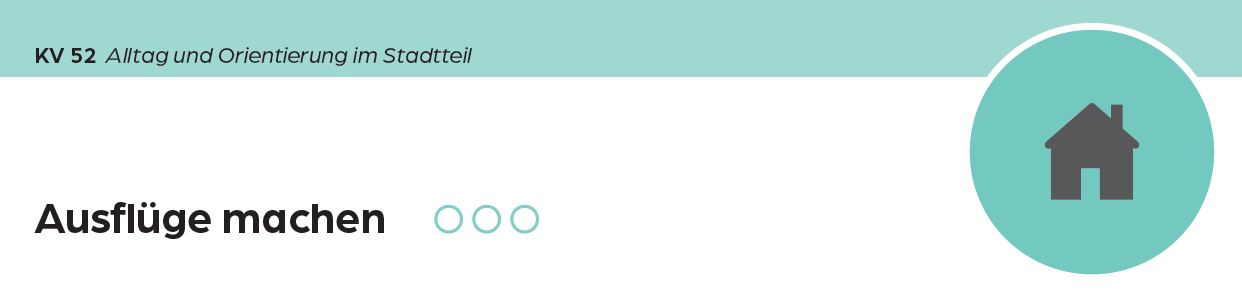 KV 52 Alltag und Orientierung im Stadtteil
Ausflüge machen